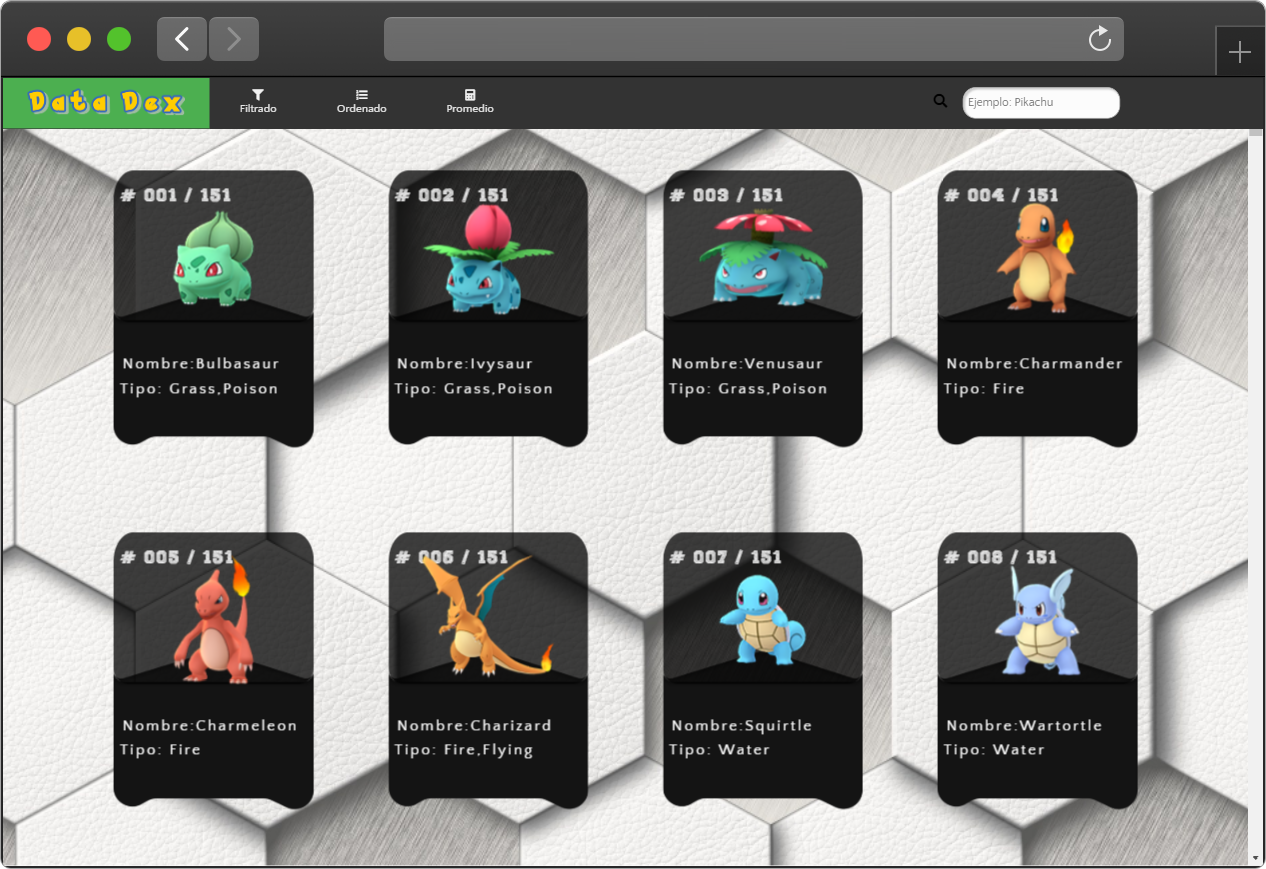 Data Dex
Filtrado
Ordenado
Promedio
Ejemplo: Pikachu
# 001 / 151
Nombre:Bulbasaur
Tipo: Grass,Poison
# 002 / 151
Nombre:Ivysaur
Tipo: Grass,Poison
# 003 / 151
Nombre:Venusaur
Tipo: Grass,Poison
# 004 / 151
Nombre:Charmander
Tipo: Fire
# 005 / 151
Nombre:Charmeleon
Tipo: Fire
# 006 / 151
Nombre:Charizard
Tipo: Fire,Flying
# 007 / 151
Nombre:Squirtle
Tipo: Water
# 008 / 151
Nombre:Wartortle
Tipo: Water